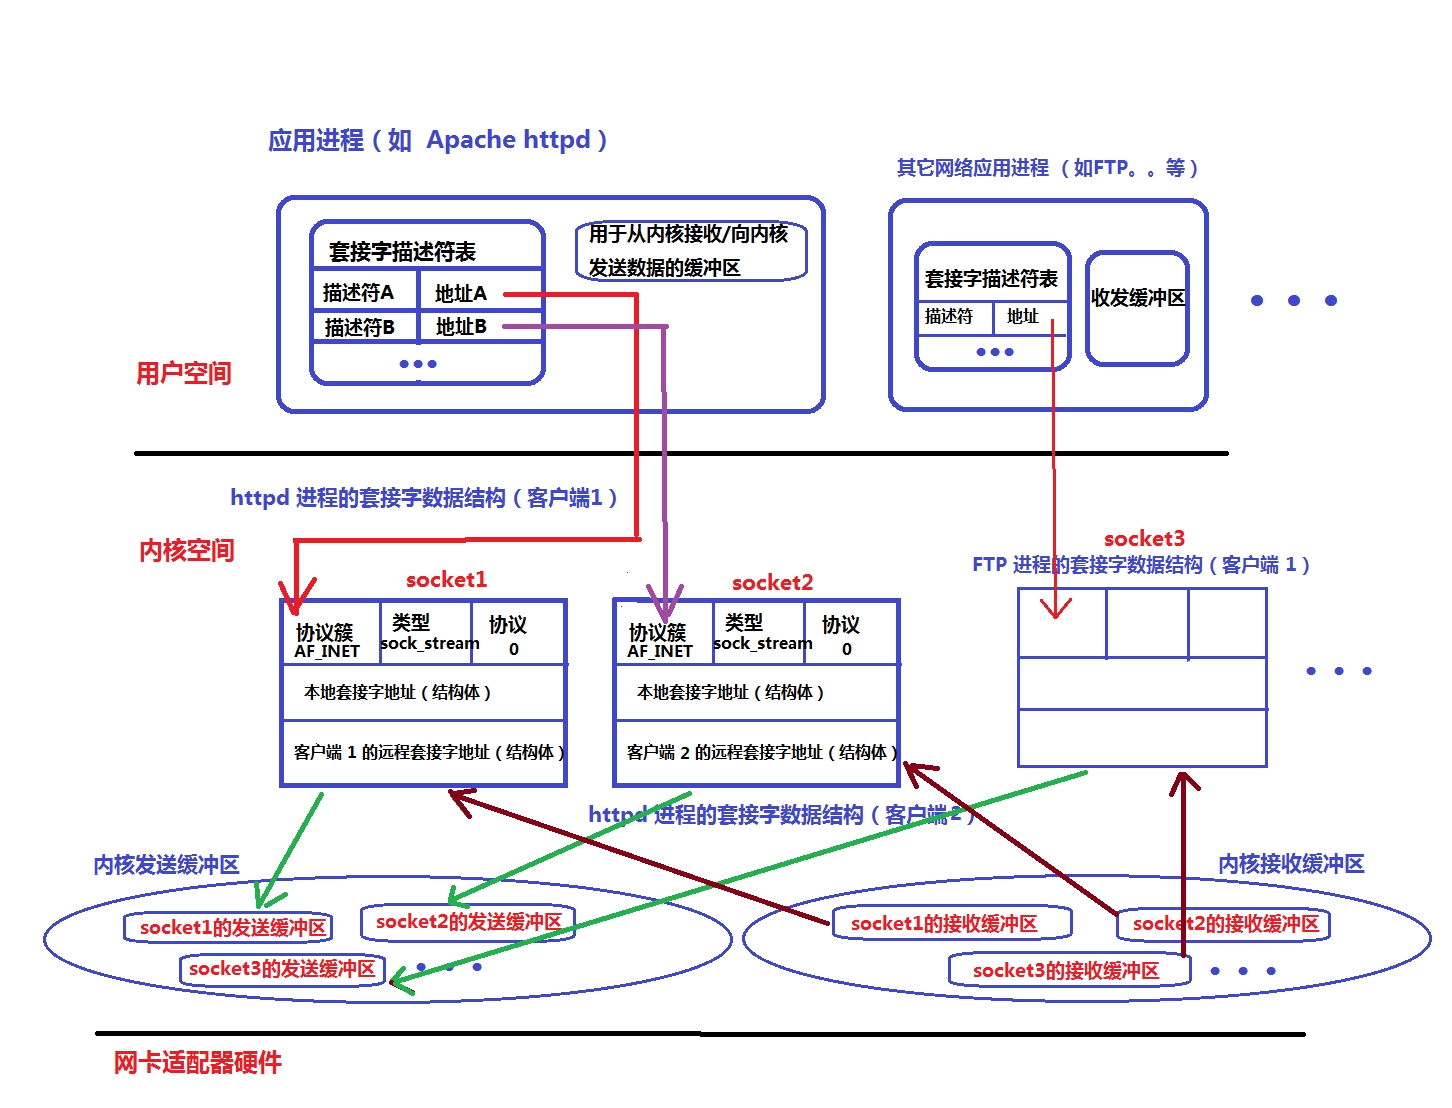 应用进程（如 Apache httpd）
其它网络应用进程（如FTP。。等）
套接字描述符表
用于从内核接收/向内核
发送数据的缓冲区
描述符A
地址A
描述符B
地址B
套接字描述符表
描述符
地址
收发缓冲区
用户空间
httpd 进程的套接字数据结构（客户端1）
内核空间
socket1
socket2
socket3
FTP 进程的套接字数据结构（客户端 1）
协议簇
AF_INET
类型
sock_stream
协议
0
本地套接字地址（结构体）
客户端 1 的远程套接字地址（结构体）
协议簇
AF_INET
类型
sock_stream
协议
0
本地套接字地址（结构体）
客户端 2 的远程套接字地址（结构体）
httpd 进程的套接字数据结构（客户端2）
内核发送缓冲区
内核接收缓冲区
socket1的发送缓冲区
socket2的发送缓冲区
socket3的发送缓冲区
socket1的接收缓冲区
socket2的接收缓冲区
socket3的接收缓冲区
网卡适配器硬件